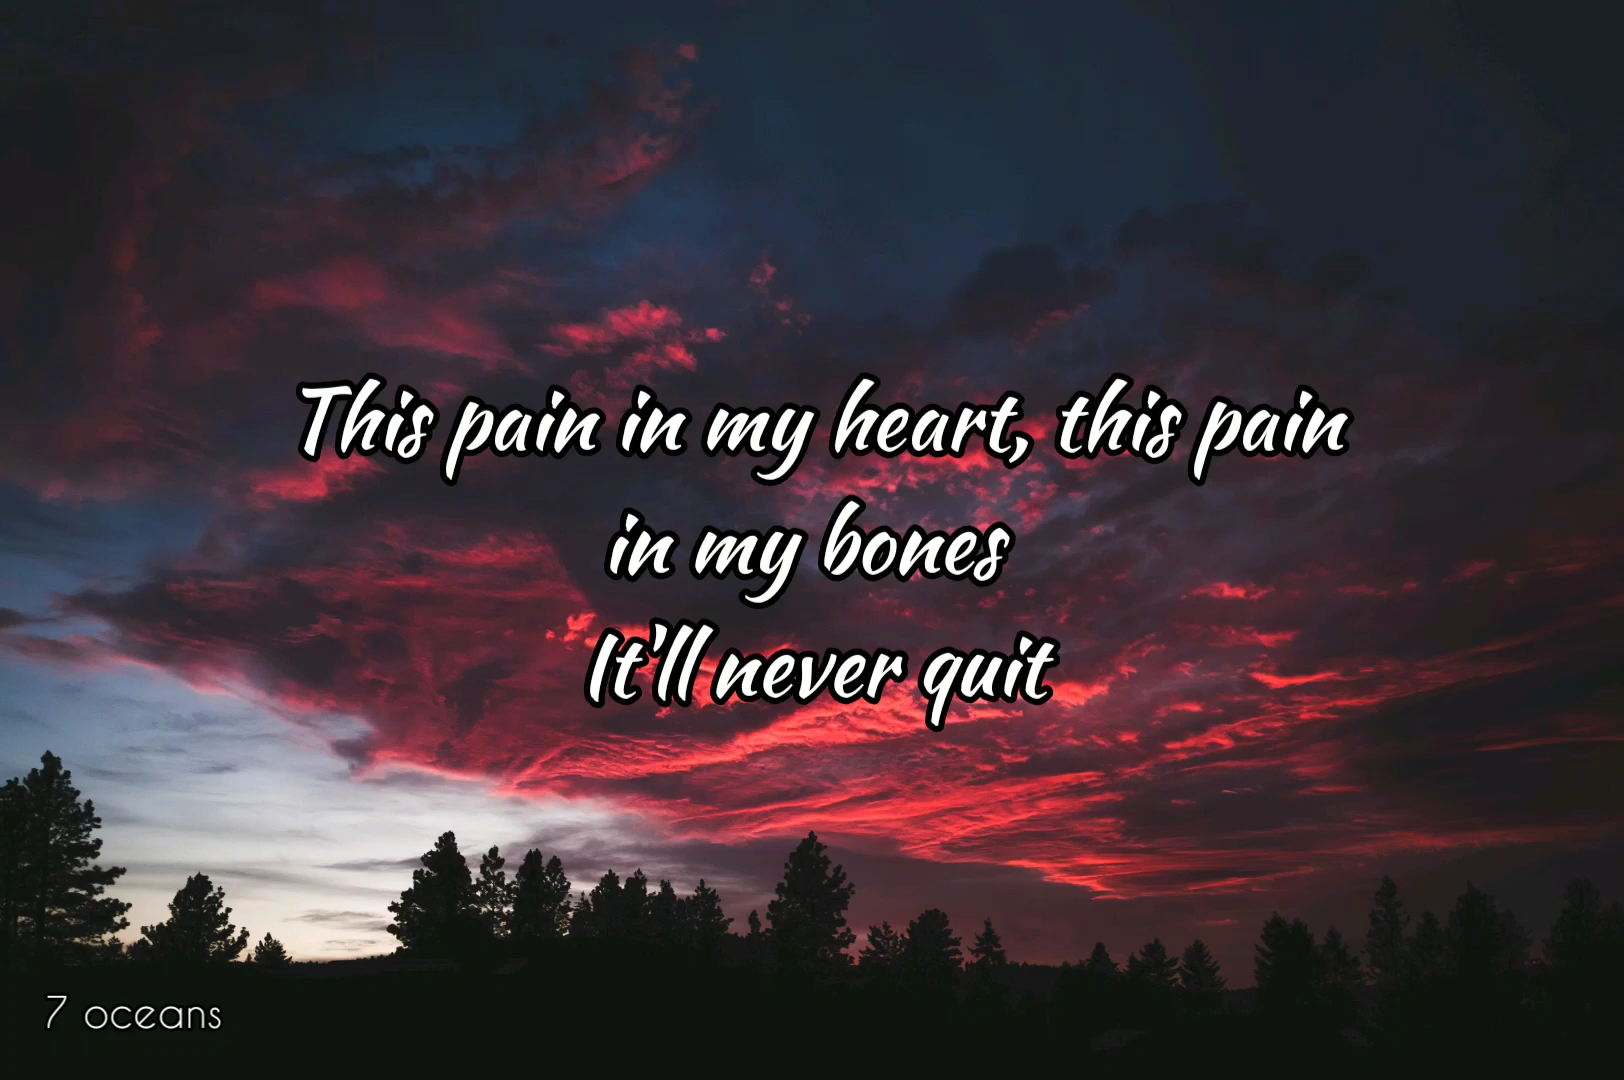 This pain in my heart, this pain
in my bones
It'll never quit
7 oceans